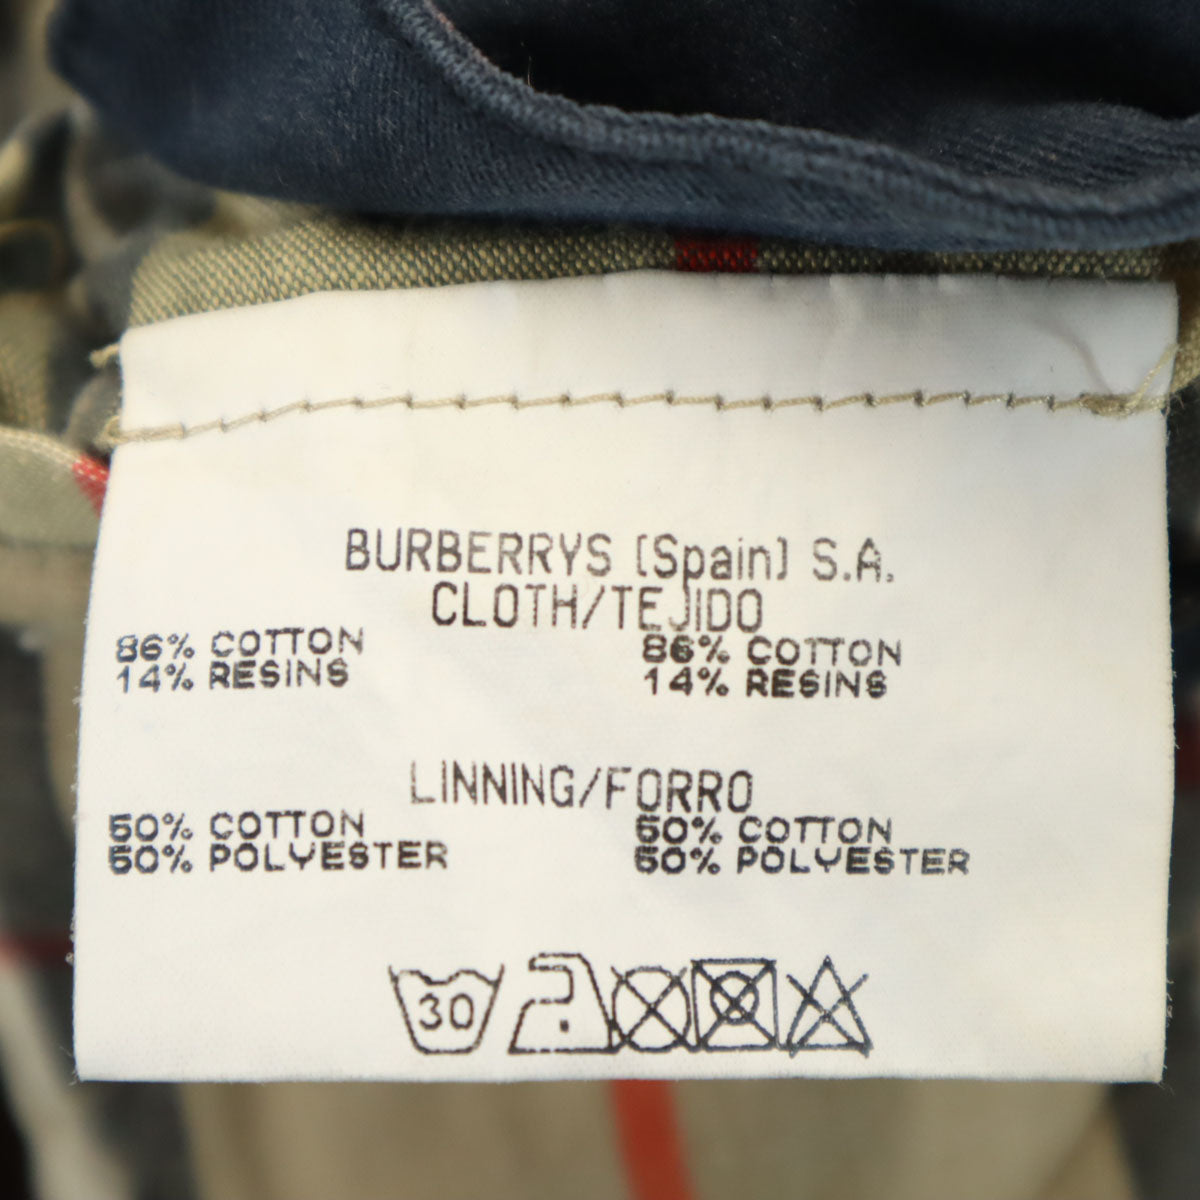 BURBERRYS (Spain) S.A.
CLOTH/TEJIDO
86% COTTON 86% COTTON
14% RESINS 14% RESINS
LINNING/FORRO
50% COTTON 50% COTTON
50% POLYESTER 50% POLYESTER
30